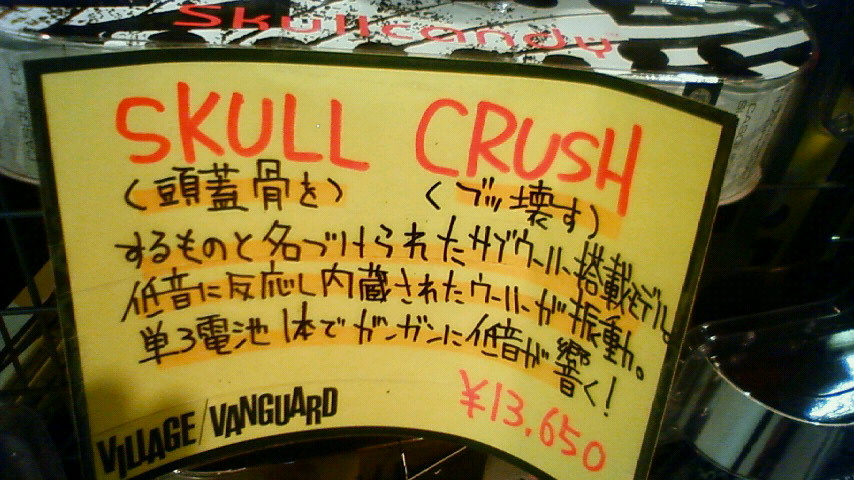 Skullcandy
SKULL CRUSH
(頭蓋骨を) (ブッ壊す)
するものと名づけられたサブウーハー搭載モデル。
低音に反応し内蔵されたウーハーが振動。
単3電池1本でガンガンに低音が響く!
¥13,650
VILLAGE/VANGUARD